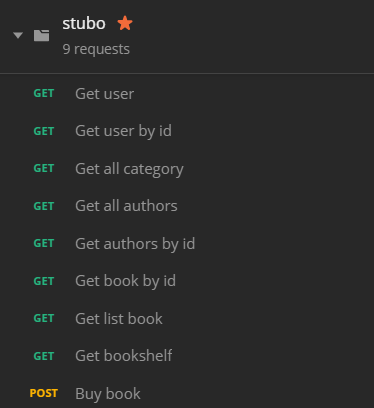 stubo
9 requests
GET Get user
GET Get user by id
GET Get all category
GET Get all authors
GET Get authors by id
GET Get book by id
GET Get list book
GET Get bookshelf
POST Buy book